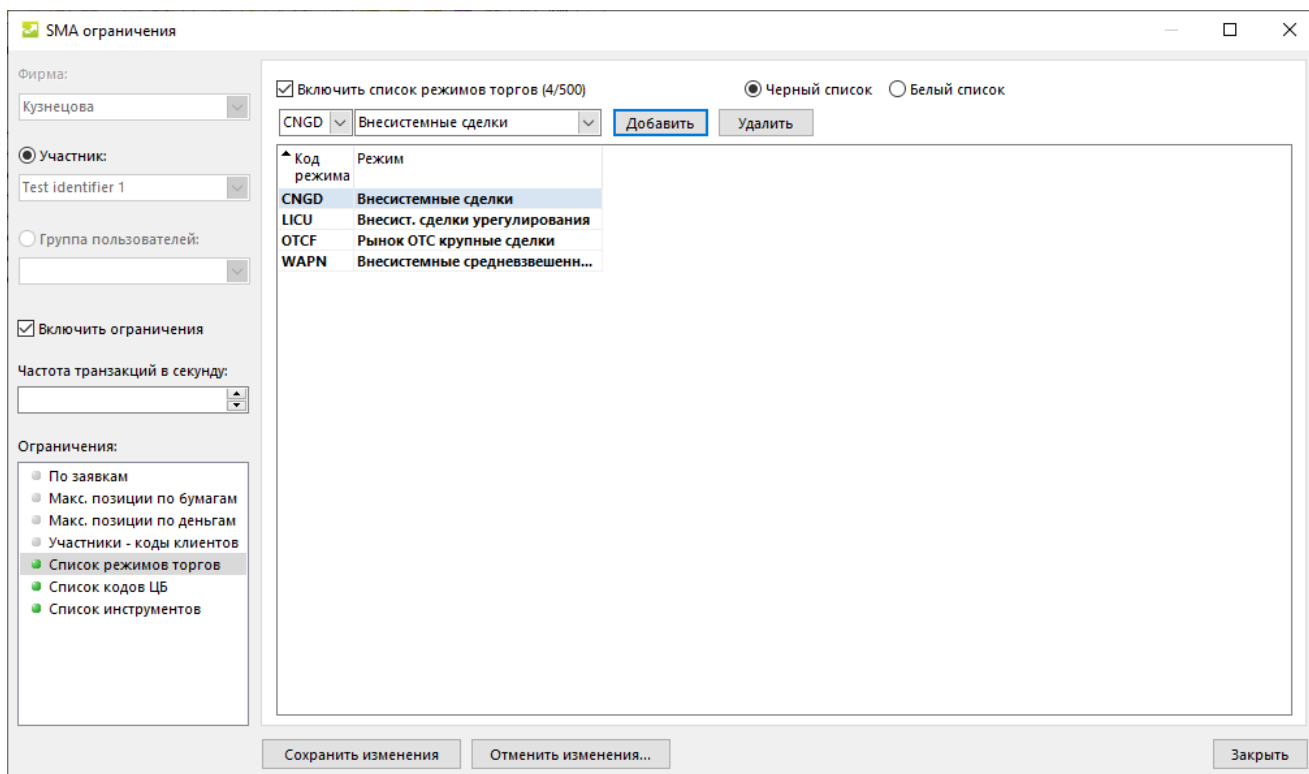 SMA ограничения
Фирма:
Кузнецова
Участник:
Test identifier 1
Группа пользователей:
Включить ограничения
Частота транзакций в секунду:
Ограничения:
По заявкам
Макс. позиции по бумагам
Макс. позиции по деньгам
Участники - коды клиентов
Список режимов торгов
Список кодов ЦБ
Список инструментов
Включить список режимов торгов (4/500)
Черный список Белый список
CNGD Внесистемные сделки Добавить Удалить
Код Режим
режима
CNGD Внесистемные сделки
LICU Внесист. сделки урегулирования
OTCF Рынок ОТС крупные сделки
WAPN Внесистемные средневзвешенн...
Сохранить изменения Отменить изменения... Закрыть